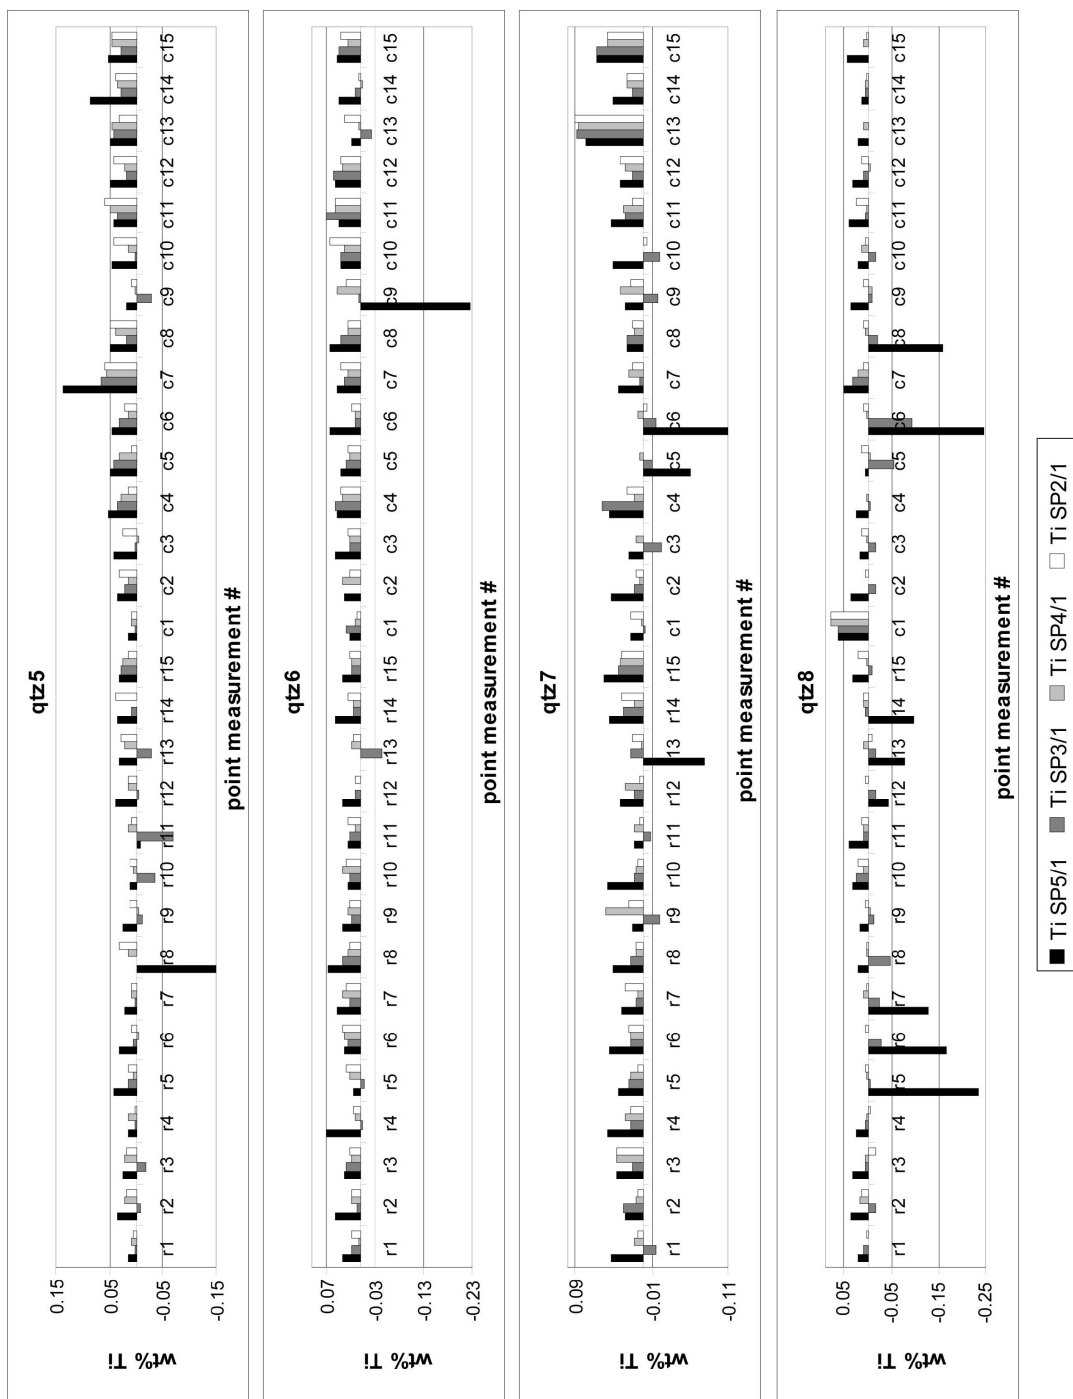 qtz5
wt% Ti
0.15
0.05
-0.05
-0.15
r1 r2 r3 r4 r5 r6 r7 r8 r9 r10 r11 r12 r13 r14 r15 c1 c2 c3 c4 c5 c6 c7 c8 c9 c10 c11 c12 c13 c14 c15
point measurement #
qtz6
wt% Ti
0.07
-0.03
-0.13
-0.23
r1 r2 r3 r4 r5 r6 r7 r8 r9 r10 r11 r12 r13 r14 r15 c1 c2 c3 c4 c5 c6 c7 c8 c9 c10 c11 c12 c13 c14 c15
point measurement #
qtz7
wt% Ti
0.09
-0.01
-0.11
r1 r2 r3 r4 r5 r6 r7 r8 r9 r10 r11 r12 r13 r14 r15 c1 c2 c3 c4 c5 c6 c7 c8 c9 c10 c11 c12 c13 c14 c15
point measurement #
qtz8
wt% Ti
0.05
-0.05
-0.15
-0.25
r1 r2 r3 r4 r5 r6 r7 r8 r9 r10 r11 r12 r13 r14 r15 c1 c2 c3 c4 c5 c6 c7 c8 c9 c10 c11 c12 c13 c14 c15
point measurement #
Ti SP5/1 Ti SP3/1 Ti SP4/1 Ti SP2/1